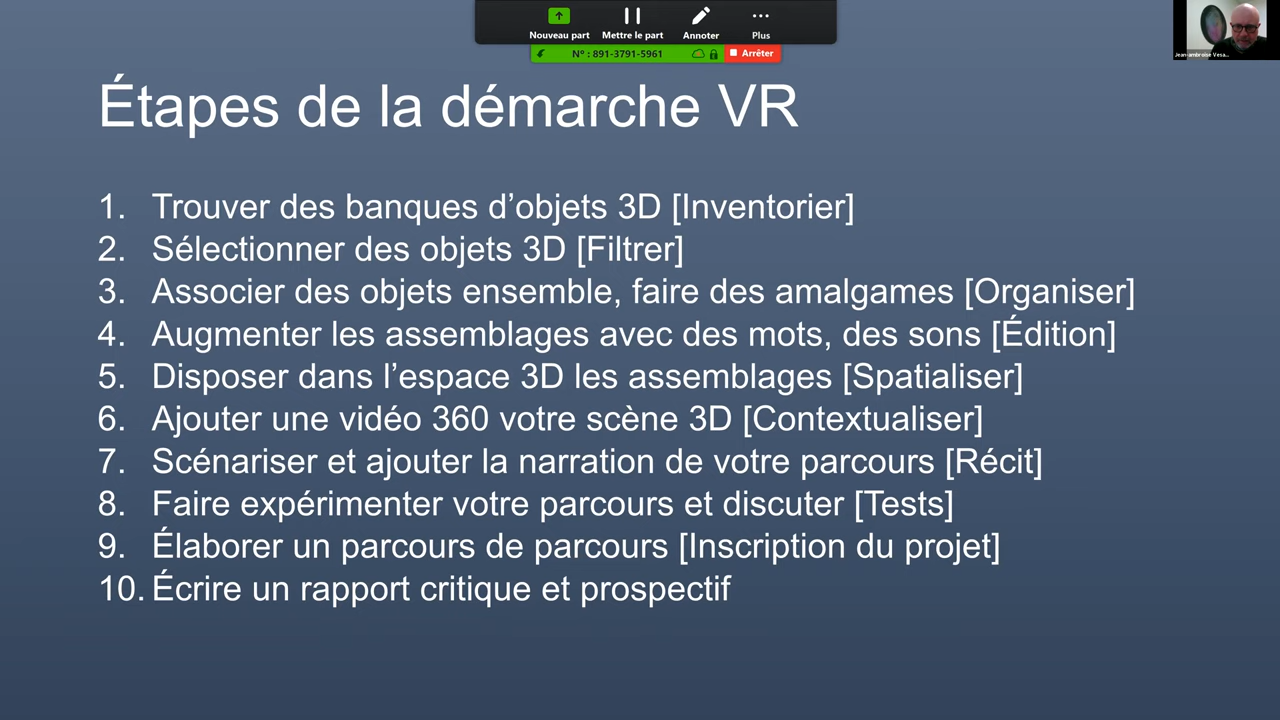 Nouveau part
Mettre le part
Annoter
Plus
N° : 891-3791-5961
Arrêter
Étapes de la démarche VR
1. Trouver des banques d’objets 3D [Inventorier]
2. Sélectionner des objets 3D [Filtrer]
3. Associer des objets ensemble, faire des amalgames [Organiser]
4. Augmenter les assemblages avec des mots, des sons [Édition]
5. Disposer dans l’espace 3D les assemblages [Spatialiser]
6. Ajouter une vidéo 360 votre scène 3D [Contextualiser]
7. Scénariser et ajouter la narration de votre parcours [Récit]
8. Faire expérimenter votre parcours et discuter [Tests]
9. Élaborer un parcours de parcours [Inscription du projet]
10. Écrire un rapport critique et prospectif